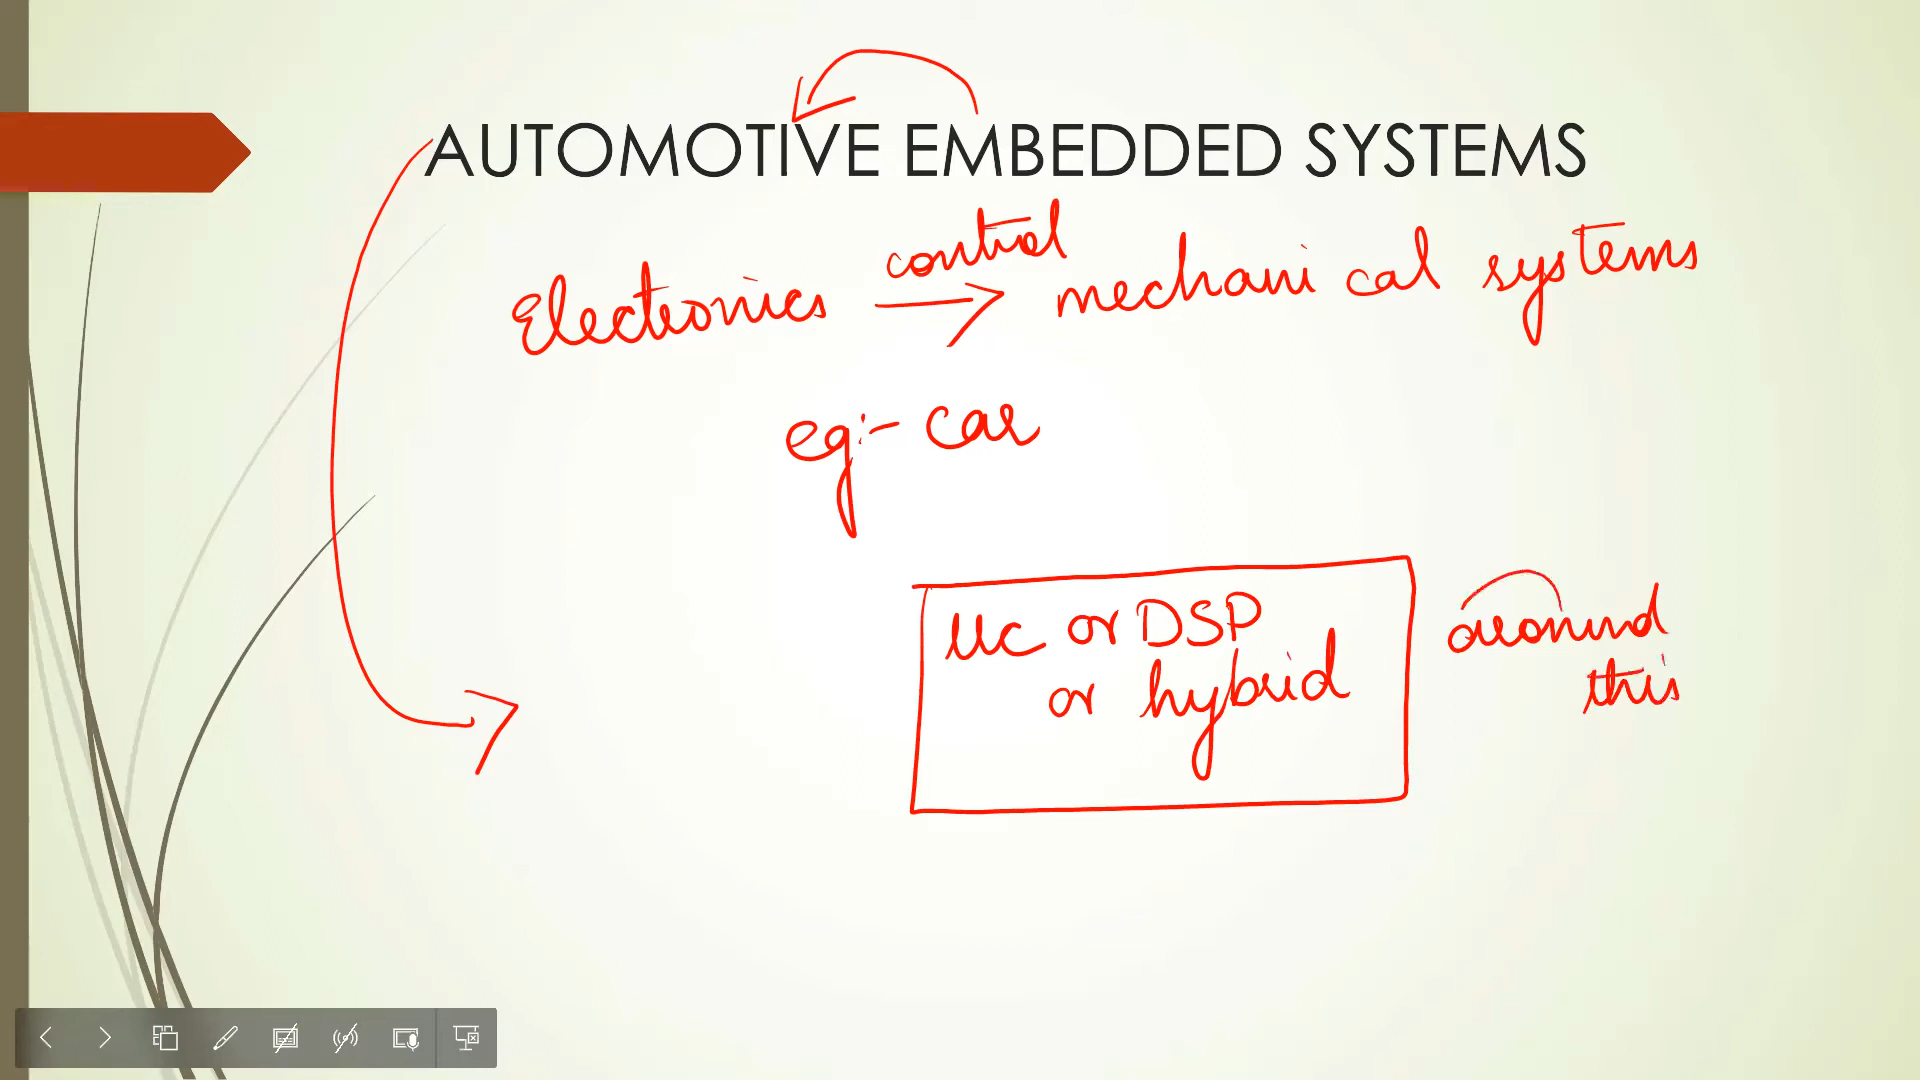 AUTOMOTIVE EMBEDDED SYSTEMS
control
Electronics → mechanical systems
eg:- car
uc or DSP
or hybrid
around
this